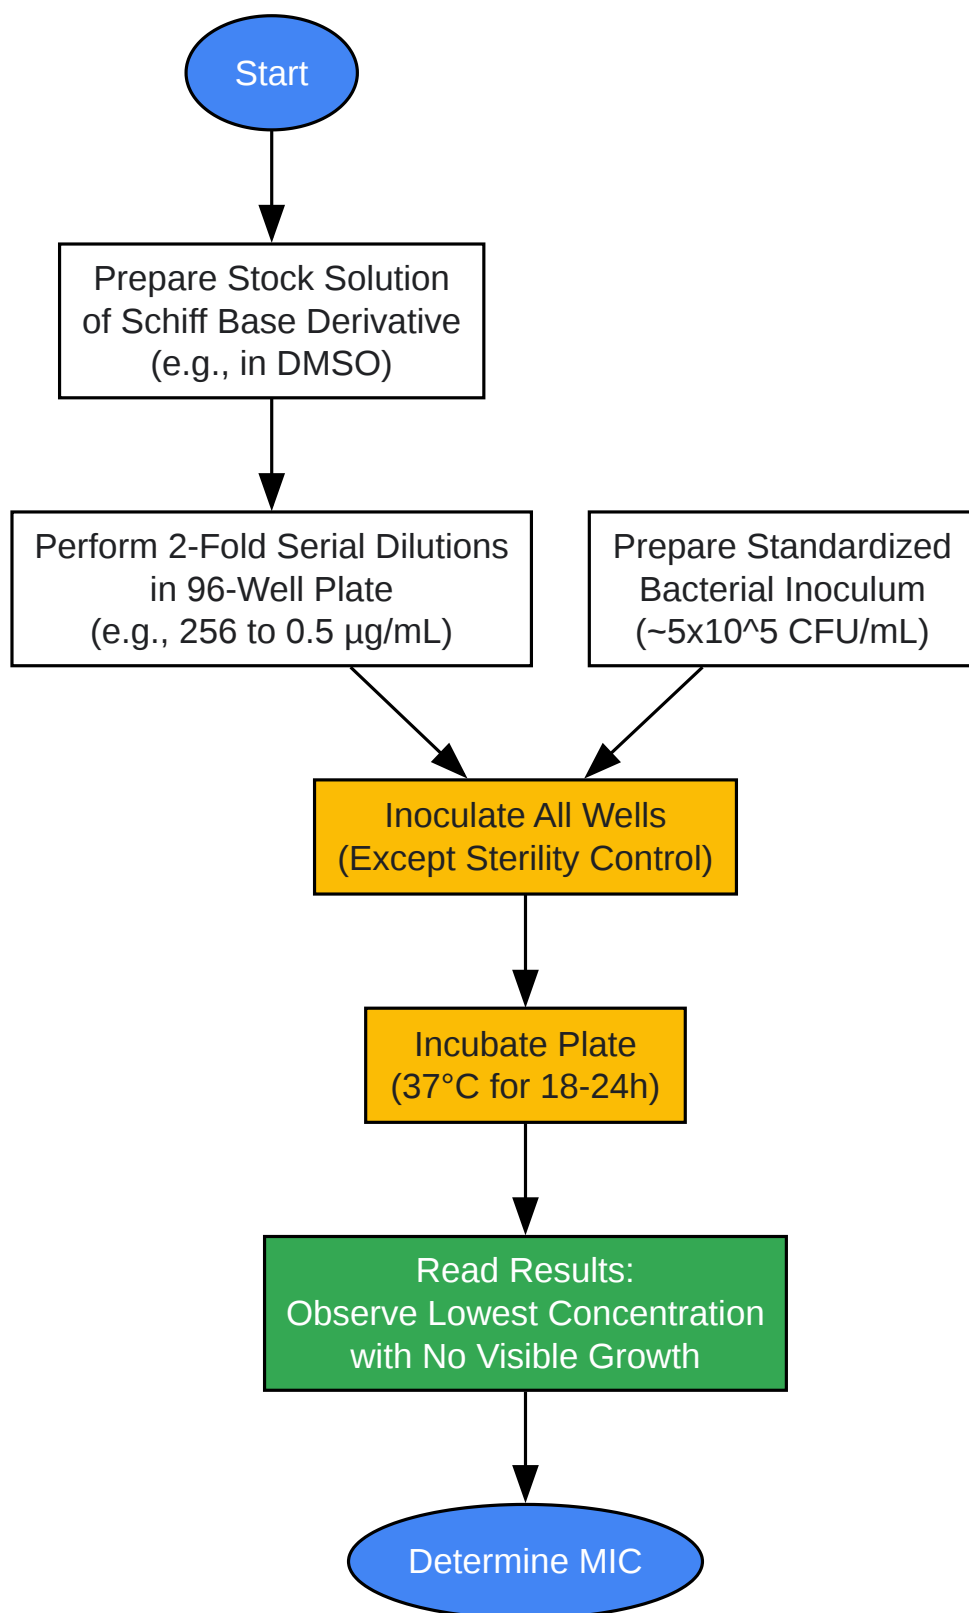 Start
Prepare Stock Solution
of Schiff Base Derivative
(e.g., in DMSO)
Perform 2-Fold Serial Dilutions
in 96-Well Plate
(e.g., 256 to 0.5 µg/mL)
Prepare Standardized
Bacterial Inoculum
(~5x10^5 CFU/mL)
Inoculate All Wells
(Except Sterility Control)
Incubate Plate
(37°C for 18-24h)
Read Results:
Observe Lowest Concentration
with No Visible Growth
Determine MIC